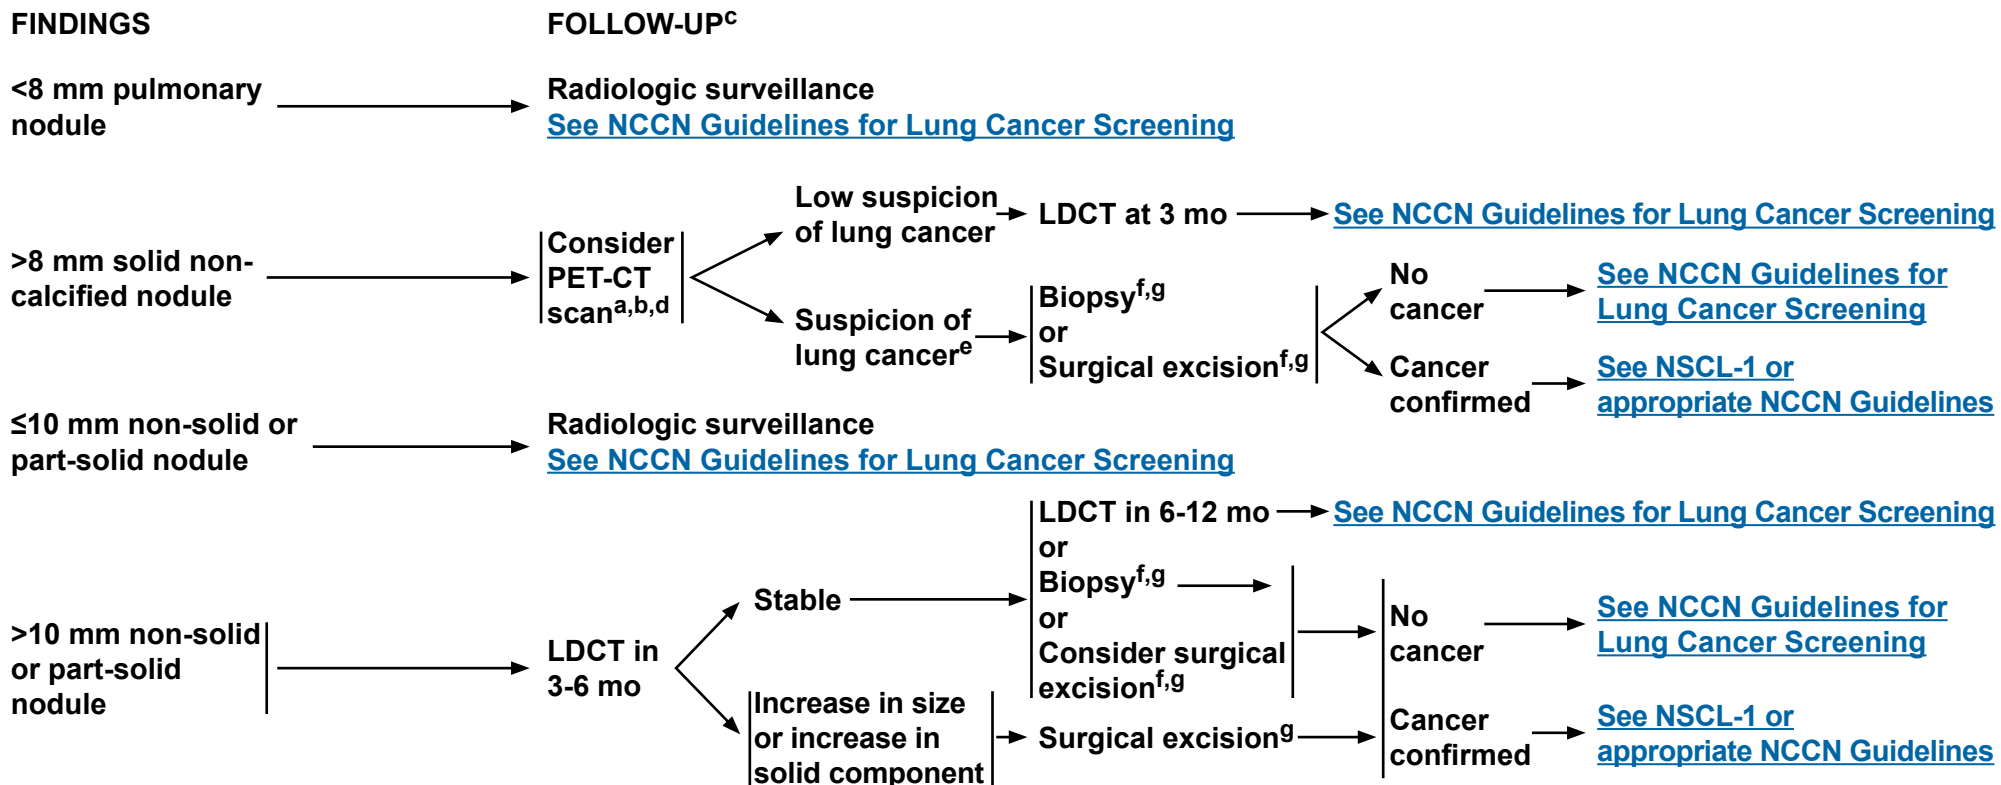 FINDINGS
FOLLOW-UPc
<8 mm pulmonary
nodule
Radiologic surveillance
See NCCN Guidelines for Lung Cancer Screening
>8 mm solid non-
calcified nodule
Consider
PET-CT
scana,b,d
Low suspicion
of lung cancer
LDCT at 3 mo
See NCCN Guidelines for Lung Cancer Screening
Suspicion of
lung cancere
Biopsyf,g
or
Surgical excisionf,g
No
cancer
See NCCN Guidelines for
Lung Cancer Screening
Cancer
confirmed
See NSCL-1 or
appropriate NCCN Guidelines
≤10 mm non-solid or
part-solid nodule
Radiologic surveillance
See NCCN Guidelines for Lung Cancer Screening
>10 mm non-solid
or part-solid
nodule
LDCT in
3-6 mo
Stable
LDCT in 6-12 mo
See NCCN Guidelines for Lung Cancer Screening
or
Biopsyf,g
or
Consider surgical
excisionf,g
Increase in size
or increase in
solid component
Surgical excisiong
No
cancer
See NCCN Guidelines for
Lung Cancer Screening
Cancer
confirmed
See NSCL-1 or
appropriate NCCN Guidelines